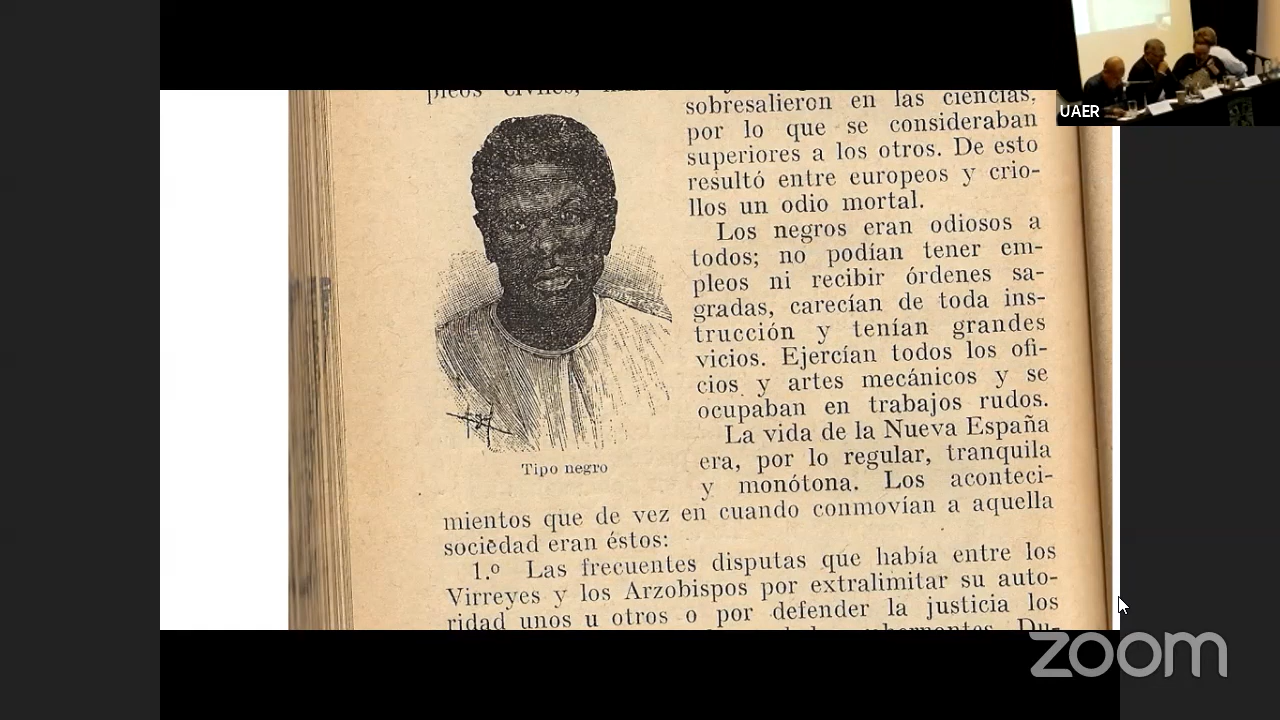 sobresalieron en las ciencias,
por lo que se consideraban
superiores a los otros. De esto
resultó entre europeos y crio-
llos un odio mortal.
Los negros eran odiosos a
todos; no podían tener em-
pleos ni recibir órdenes sa-
gradas, carecían de toda ins-
trucción y tenían grandes
vicios. Ejercían todos los ofi-
cios y artes mecánicos y se
ocupaban en trabajos rudos.
La vida de la Nueva España
era, por lo regular, tranquila
y monótona. Los aconteci-
mientos que de vez en cuando conmovían a aquella
sociedad eran éstos:
1.º Las frecuentes disputas que había entre los
Virreyes y los Arzobispos por extralimitar su auto-
ridad unos u otros o por defender la justicia los
Tipo negro
UAER
zoom